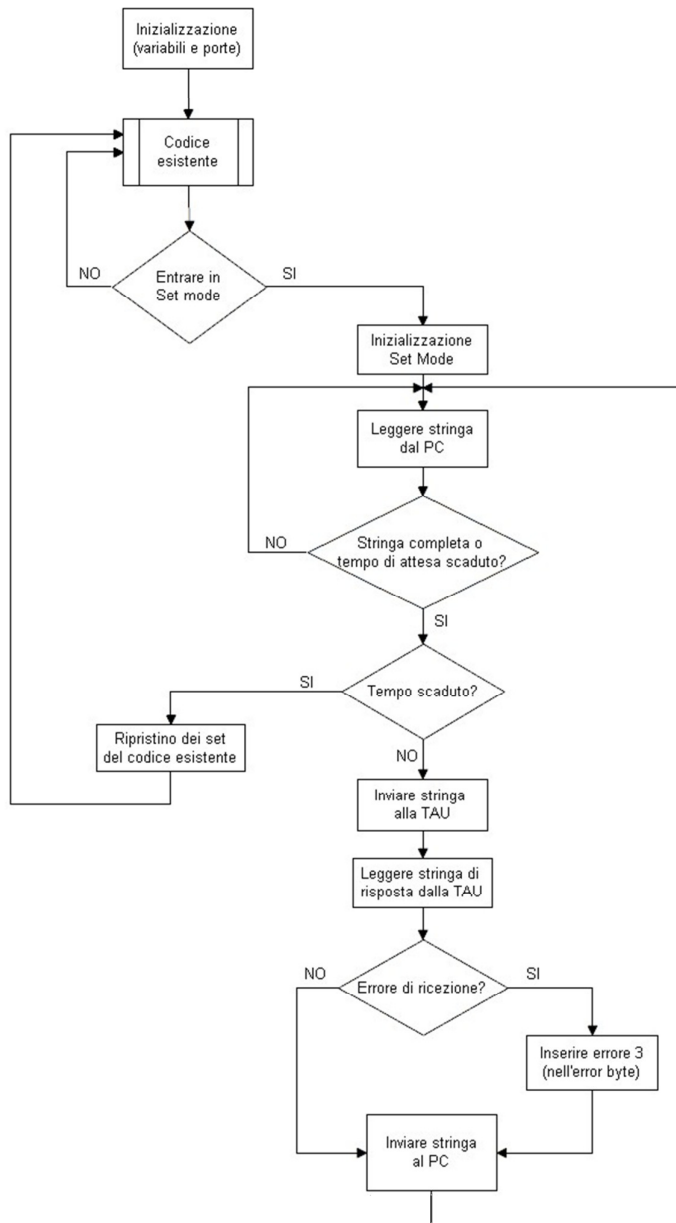 Inizializzazione
(variabili e porte)
Codice
esistente
NO
Entrare in
Set mode
SI
Inizializzazione
Set Mode
Leggere stringa
dal PC
NO
Stringa completa o
tempo di attesa scaduto?
SI
SI
Tempo scaduto?
Ripristino dei set
del codice esistente
NO
Inviare stringa
alla TAU
Leggere stringa di
risposta dalla TAU
NO
Errore di ricezione?
SI
Inserire errore 3
(nell'error byte)
Inviare stringa
al PC